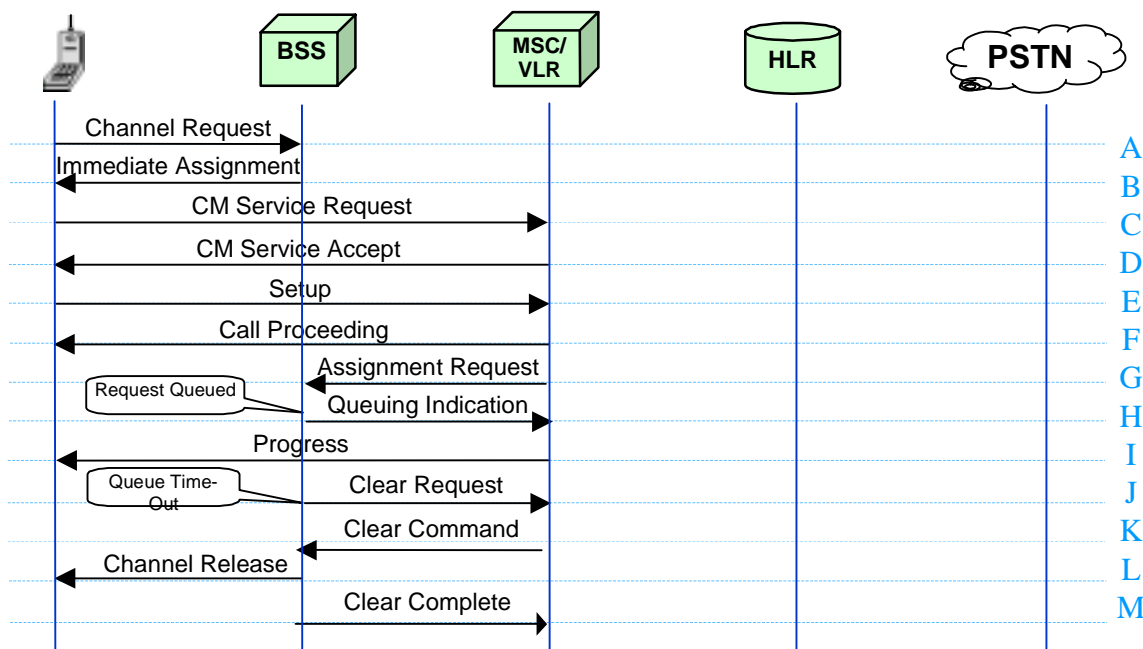 BSS
MSC/
VLR
HLR
PSTN
Channel Request
A
Immediate Assignment
B
CM Service Request
C
CM Service Accept
D
Setup
E
Call Proceeding
F
Assignment Request
G
Request Queued
Queuing Indication
H
Progress
I
Queue Time-
Out
Clear Request
J
Clear Command
K
Channel Release
L
Clear Complete
M